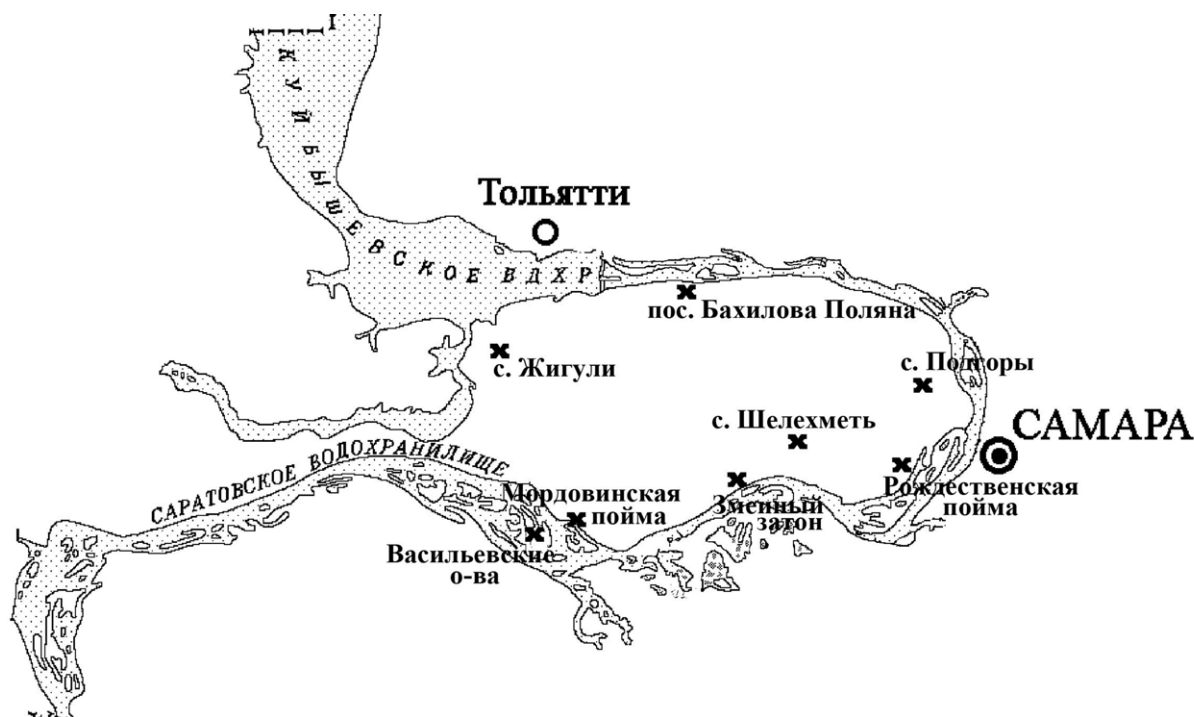 КУЙБЫШЕВСКОЕ ВДХР
Тольятти
пос. Бахилова Поляна
с. Жигули
с. Подгоры
с. Шелехметь
САМАРА
САРАТОВСКОЕ ВОДОХРАНИЛИЩЕ
Мордовинская
пойма
Змеиный
затон
Рождественская
пойма
Васильевские
о-ва